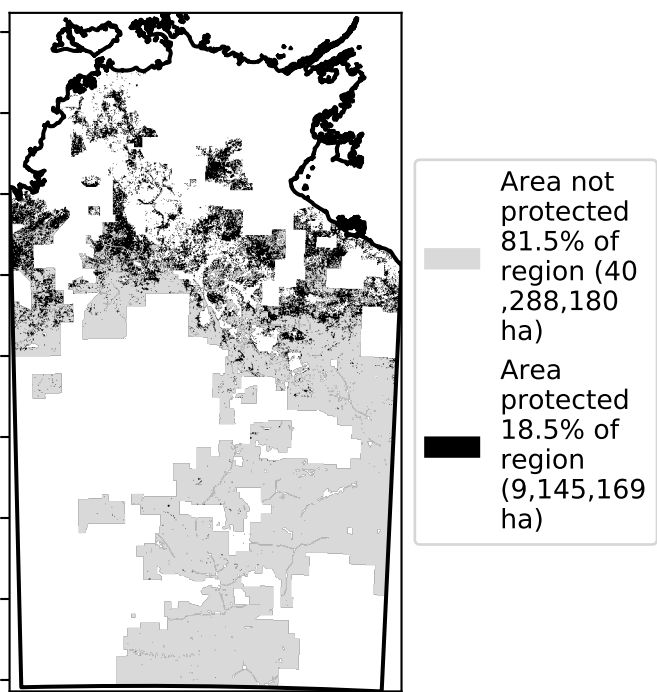 Area not
protected
81.5% of
region (40
,288,180
ha)
Area
protected
18.5% of
region
(9,145,169
ha)